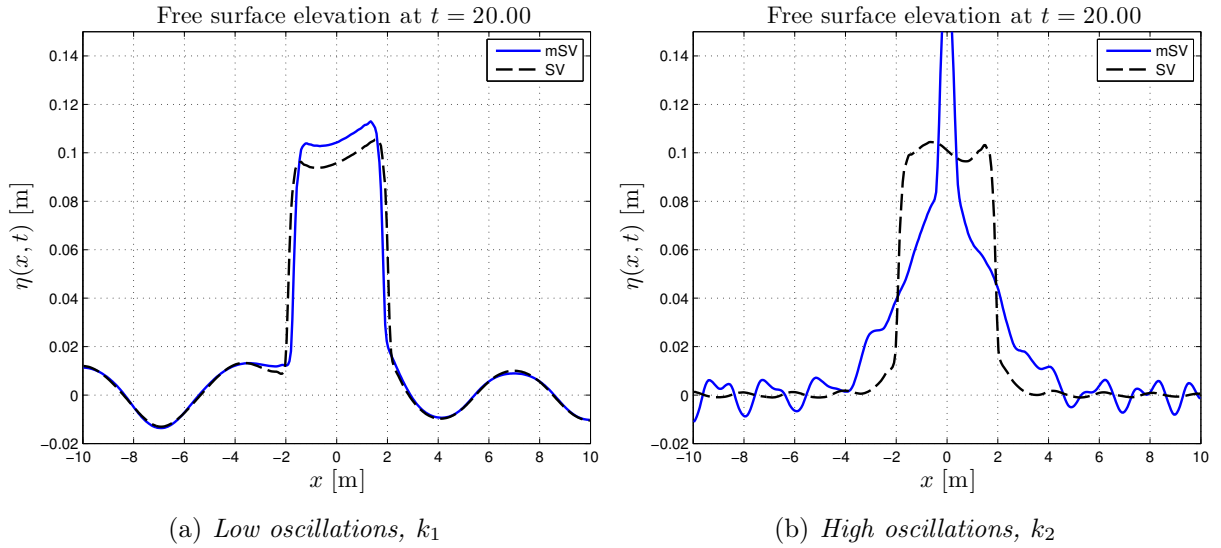 Free surface elevation at t = 20.00
0.14
0.12
0.1
0.08
0.06
0.04
0.02
0
−0.02
η(x, t) [m]
mSV
SV
−10 −8 −6 −4 −2 0 2 4 6 8 10
x [m]
(a) Low oscillations, k₁
Free surface elevation at t = 20.00
0.14
0.12
0.1
0.08
0.06
0.04
0.02
0
−0.02
η(x, t) [m]
mSV
SV
−10 −8 −6 −4 −2 0 2 4 6 8 10
x [m]
(b) High oscillations, k₂